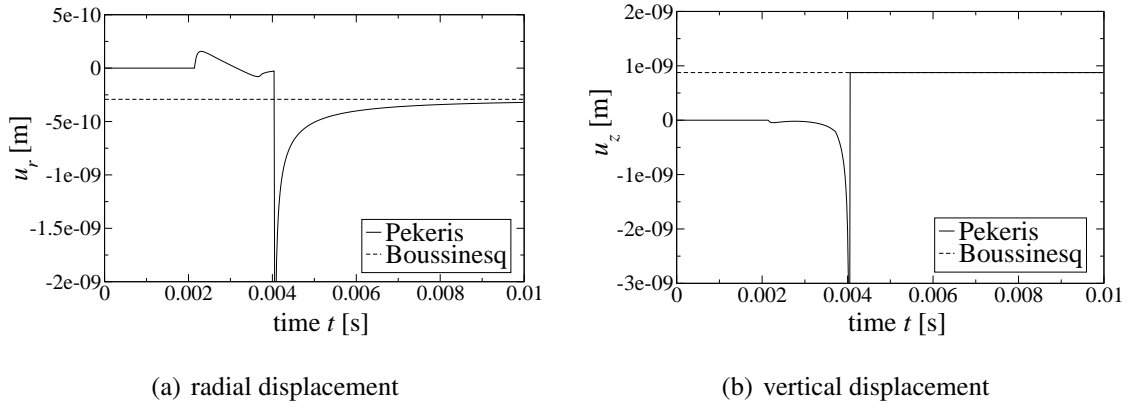 5e-10
0
-5e-10
-1e-09
-1.5e-09
-2e-09
u_r [m]
Pekeris
Boussinesq
0
0.002
0.004
0.006
0.008
0.01
time t [s]
(a) radial displacement
2e-09
1e-09
0
-1e-09
-2e-09
-3e-09
u_z [m]
Pekeris
Boussinesq
0
0.002
0.004
0.006
0.008
0.01
time t [s]
(b) vertical displacement